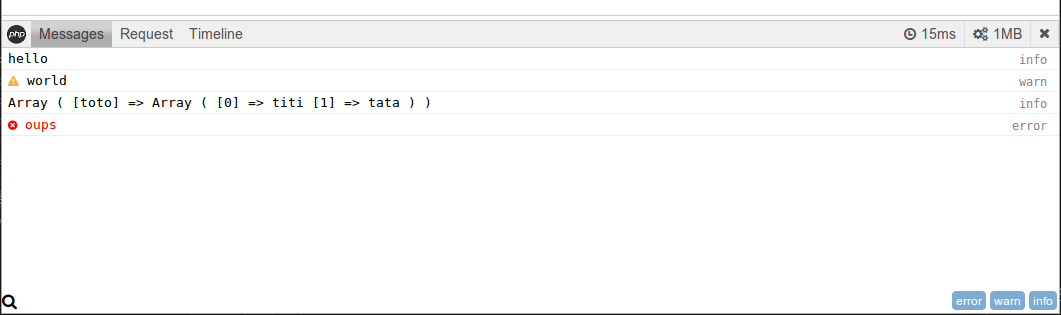 php Messages Request Timeline 15ms 1MB
hello info
world warn
Array ( [toto] => Array ( [0] => titi [1] => tata ) ) info
oups error
error warn info